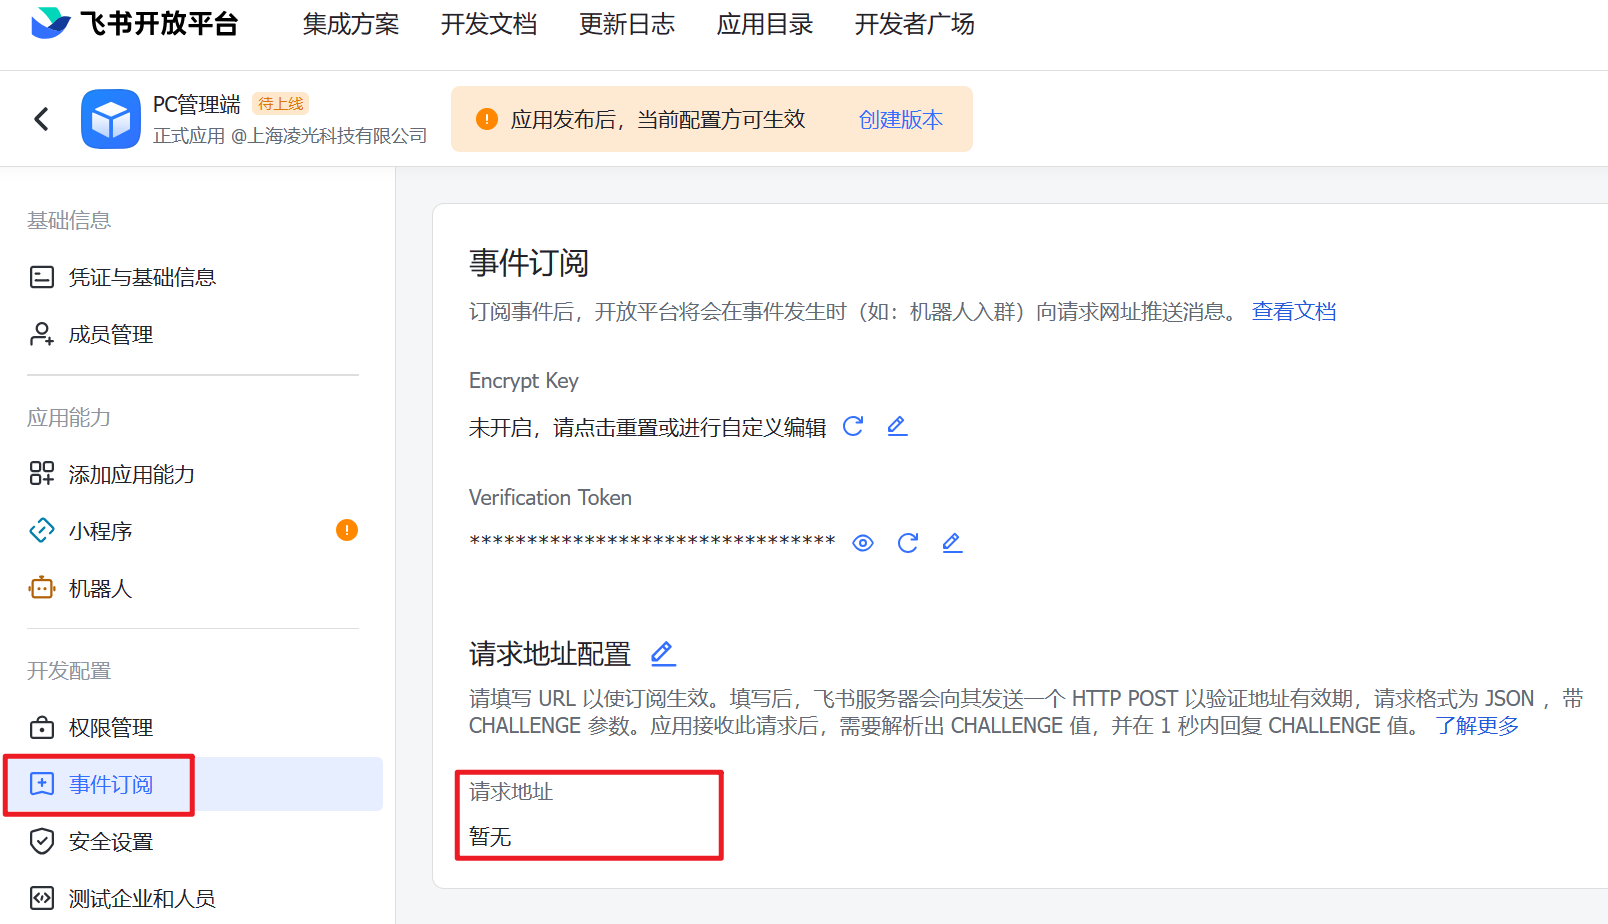 飞书开放平台
集成方案 开发文档 更新日志 应用目录 开发者广场
PC管理端 待上线
正式应用 @上海凌光科技有限公司
应用发布后，当前配置方可生效 创建版本
基础信息
凭证与基础信息
成员管理
应用能力
添加应用能力
小程序
机器人
开发配置
权限管理
事件订阅
安全设置
测试企业和人员
事件订阅
订阅事件后，开放平台将会在事件发生时（如：机器人入群）向请求网址推送消息。 查看文档
Encrypt Key
未开启，请点击重置或进行自定义编辑
Verification Token
********************************
请求地址配置
请填写 URL 以使订阅生效。填写后，飞书服务器会向其发送一个 HTTP POST 以验证地址有效期，请求格式为 JSON ，带
CHALLENGE 参数。应用接收此请求后，需要解析出 CHALLENGE 值，并在 1 秒内回复 CHALLENGE 值。 了解更多
请求地址
暂无